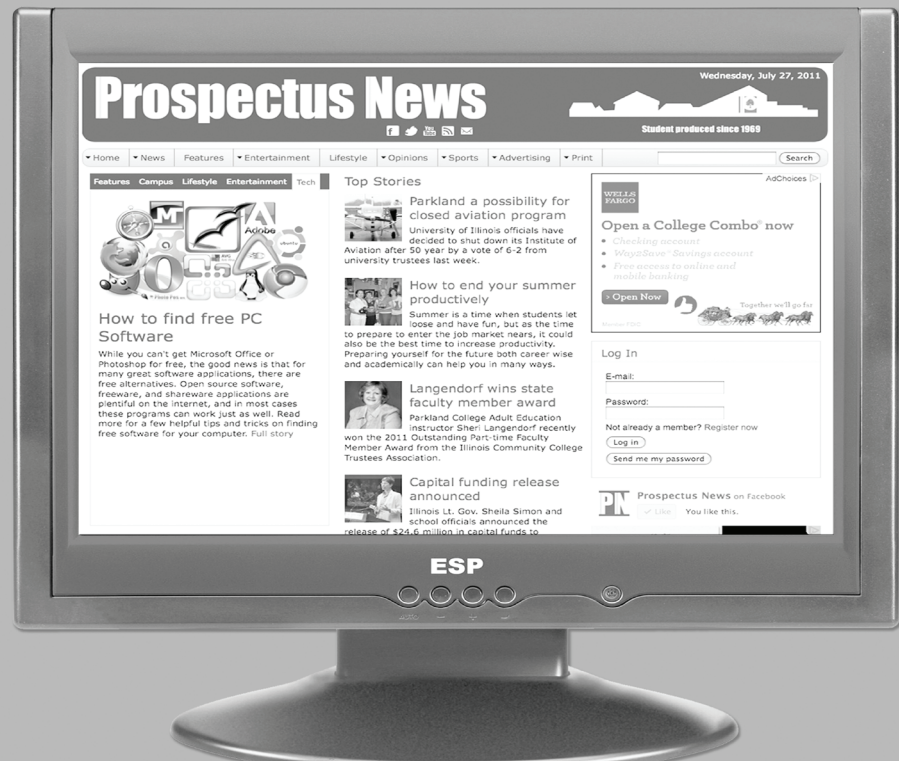 Wednesday, July 27, 2011
Prospectus News
Student produced since 1969
Home News Features Entertainment Lifestyle Opinions Sports Advertising Print Search
Features Campus Lifestyle Entertainment Tech
Adobe
ubuntu
How to find free PC
Software
While you can't get Microsoft Office or
Photoshop for free, the good news is that for
many great software applications, there are
free alternatives. Open source software,
freeware, and shareware applications are
plentiful on the internet, and in most cases
these programs can work just as well. Read
more for a few helpful tips and tricks on finding
free software for your computer. Full story
Top Stories
Parkland a possibility for
closed aviation program
University of Illinois officials have
decided to shut down its Institute of
Aviation after 50 year by a vote of 6-2 from
university trustees last week.
How to end your summer
productively
Summer is a time when students let
loose and have fun, but as the time
to prepare to enter the job market nears, it could
also be the best time to increase productivity.
Preparing yourself for the future both career wise
and academically can help you in many ways.
Langendorf wins state
faculty member award
Parkland College Adult Education
instructor Sheri Langendorf recently
won the 2011 Outstanding Part-time Faculty
Member Award from the Illinois Community College
Trustees Association.
Capital funding release
announced
Illinois Lt. Gov. Sheila Simon and
school officials announced the
release of $24.6 million in capital funds to
AdChoices
WELLS
FARGO
Open a College Combo® now
Checking account
Way2Save® Savings account
Free access to online and
mobile banking
Open Now
Together we'll go far
Log In
E-mail:
Password:
Not already a member? Register now
Log in
Send me my password
PN Prospectus News on Facebook
Like You like this.
ESP